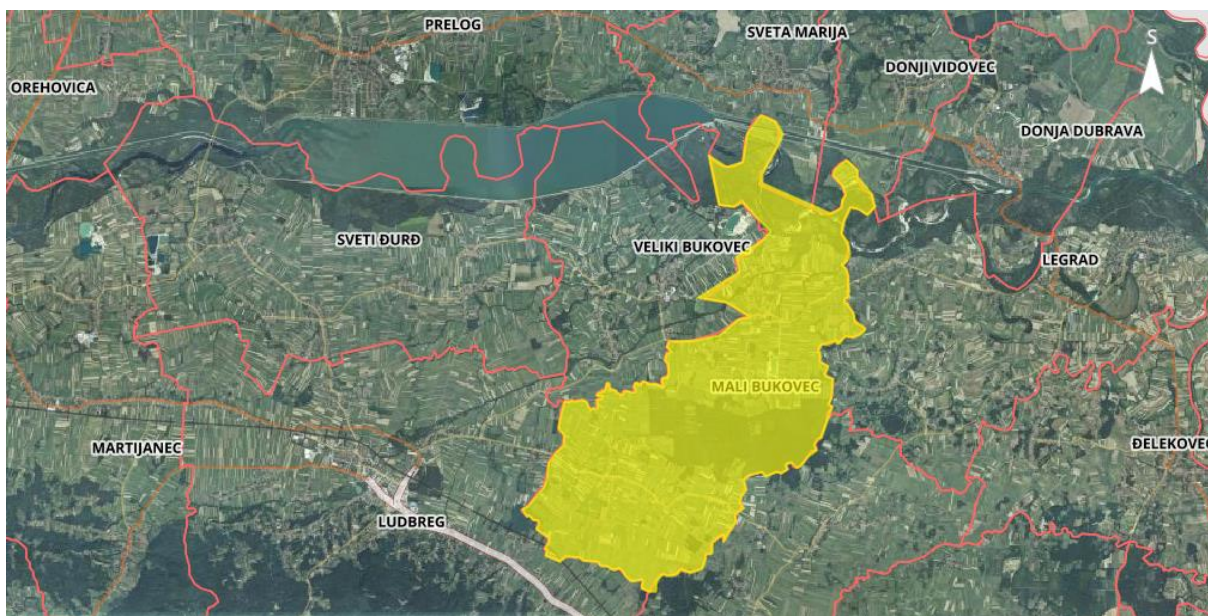 PRELOG
SVETA MARIJA
S
DONJI VIDOVEC
OREHOVICA
DONJA DUBRAVA
SVETI ĐURĐ
VELIKI BUKOVEC
LEGRAD
MALI BUKOVEC
MARTIJANEC
ĐELEKOVEC
LUDBREG